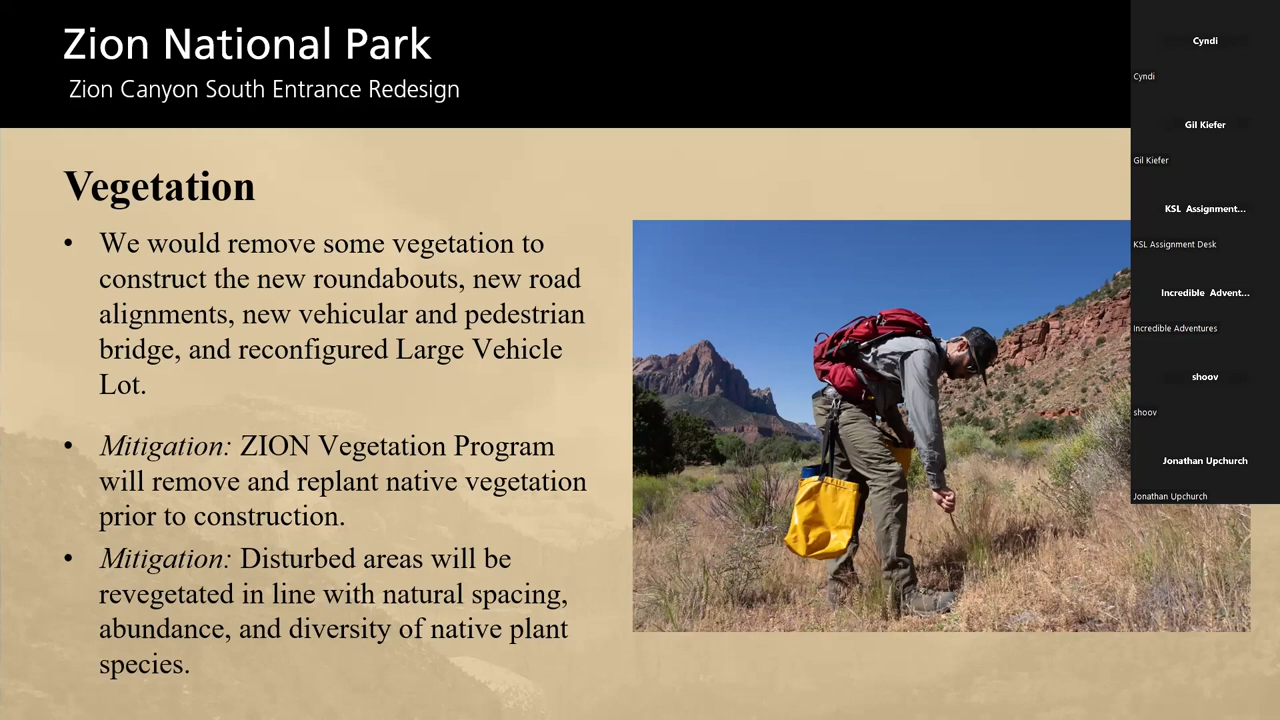 Zion National Park
Zion Canyon South Entrance Redesign
Vegetation
• We would remove some vegetation to
construct the new roundabouts, new road
alignments, new vehicular and pedestrian
bridge, and reconfigured Large Vehicle
Lot.
• Mitigation: ZION Vegetation Program
will remove and replant native vegetation
prior to construction.
• Mitigation: Disturbed areas will be
revegetated in line with natural spacing,
abundance, and diversity of native plant
species.
Cyndi
Cyndi
Gil Kiefer
Gil Kiefer
KSL Assignment...
KSL Assignment Desk
Incredible Advent...
Incredible Adventures
shoov
shoov
Jonathan Upchurch
Jonathan Upchurch